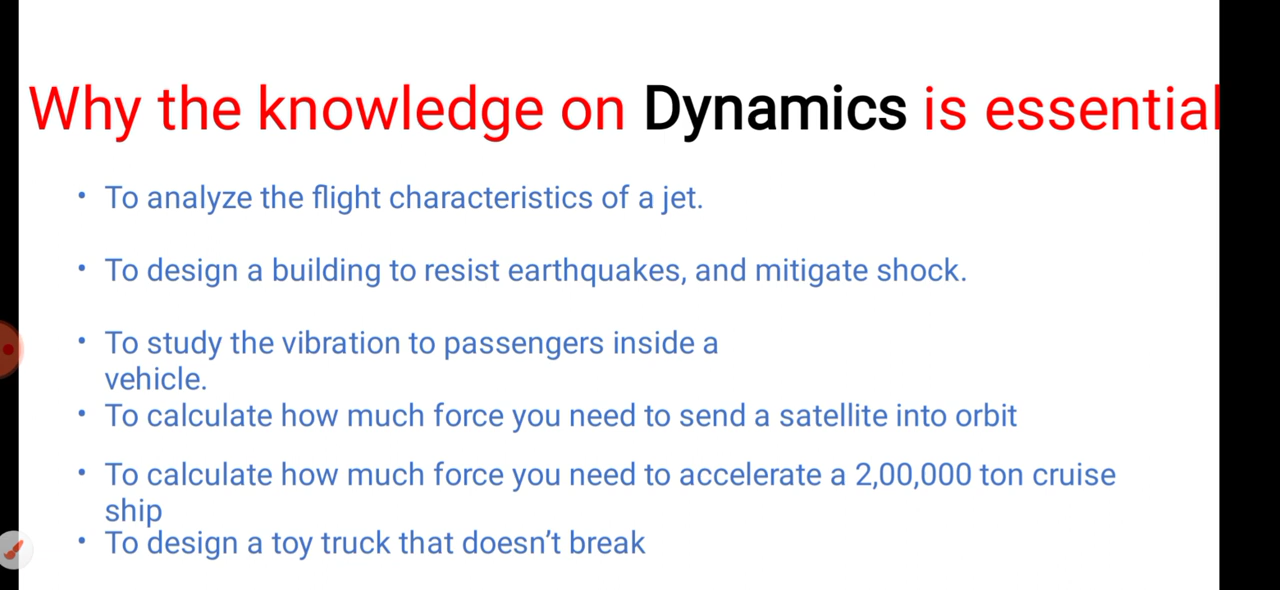 Why the knowledge on Dynamics is essential
• To analyze the flight characteristics of a jet.
• To design a building to resist earthquakes, and mitigate shock.
• To study the vibration to passengers inside a
vehicle.
• To calculate how much force you need to send a satellite into orbit
• To calculate how much force you need to accelerate a 2,00,000 ton cruise
ship
• To design a toy truck that doesn’t break